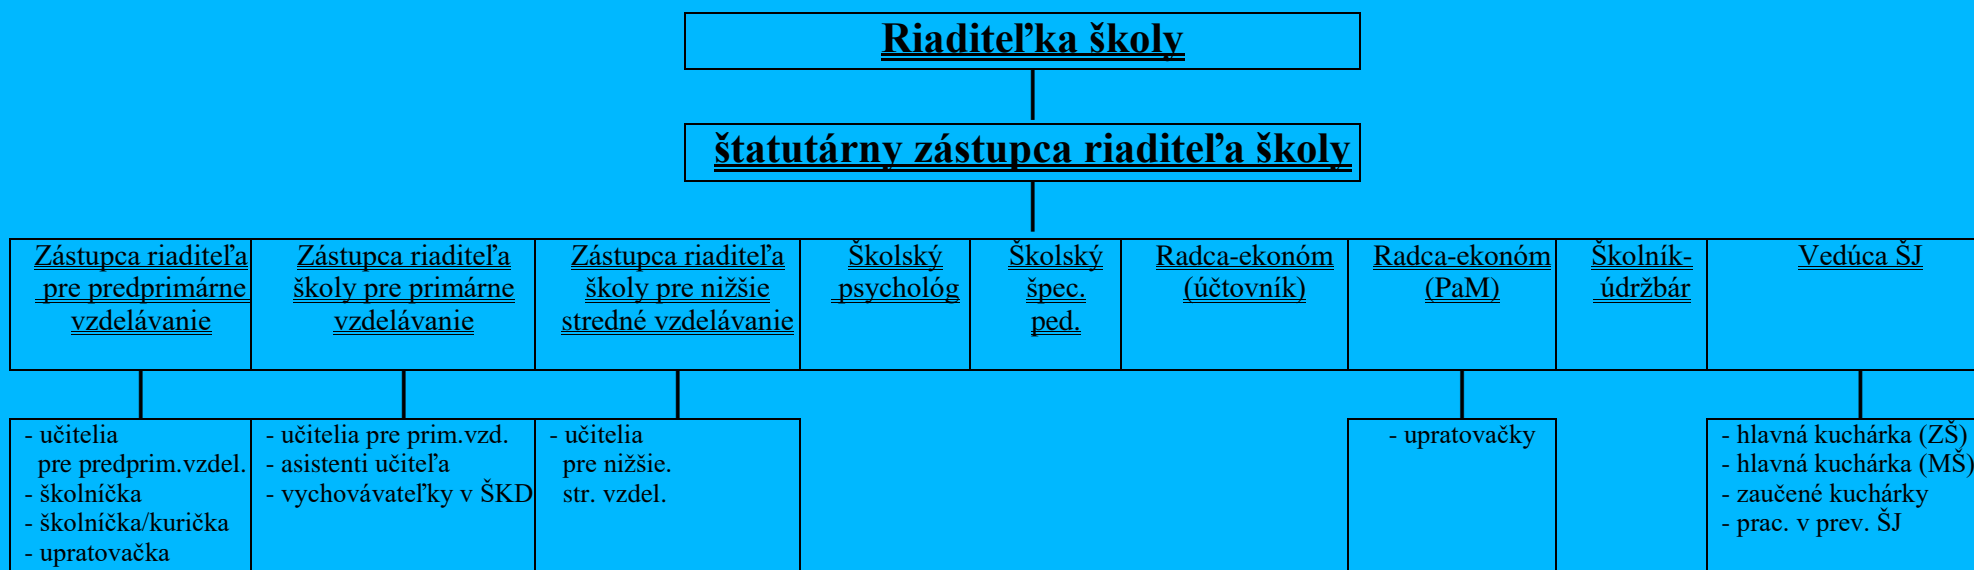 Riaditeľka školy
štatutárny zástupca riaditeľa školy
Zástupca riaditeľa
pre predprimárne
vzdelávanie
Zástupca riaditeľa
školy pre primárne
vzdelávanie
Zástupca riaditeľa
školy pre nižšie
stredné vzdelávanie
Školský
psychológ
Školský
špec.
ped.
Radca-ekonóm
(účtovník)
Radca-ekonóm
(PaM)
Školník-
údržbár
Vedúca ŠJ
- učitelia
pre predprim.vzdel.
- školníčka
- školníčka/kurička
- upratovačka
- učitelia pre prim.vzd.
- asistenti učiteľa
- vychovávateľky v ŠKD
- učitelia
pre nižšie.
str. vzdel.
- upratovačky
- hlavná kuchárka (ZŠ)
- hlavná kuchárka (MŠ)
- zaučené kuchárky
- prac. v prev. ŠJ